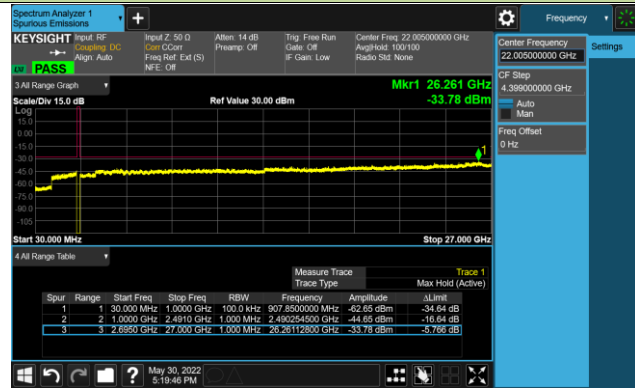 Spectrum Analyzer 1
Spurious Emissions
Frequency
KEYSIGHT
Input: RF
Coupling: DC
Align: Auto
Input Z: 50 Ω
Corr CCorr
Freq Ref: Ext (S)
NFE: Off
Atten: 14 dB
Preamp: Off
Trig: Free Run
Gate: Off
IF Gain: Low
Center Freq: 22.005000000 GHz
Avg|Hold: 100/100
Radio Std: None
PASS
Center Frequency
22.005000000 GHz
Settings
CF Step
4.399000000 GHz
Auto
Man
Freq Offset
0 Hz
3 All Range Graph
Mkr1 26.261 GHz
-33.78 dBm
Scale/Div 15.0 dB
Ref Value 30.00 dBm
Log
15.0
0.00
-15.0
-30.0
-45.0
-60.0
-75.0
-90.0
-105
1
Start 30.000 MHz
Stop 27.000 GHz
4 All Range Table
Measure Trace Trace 1
Trace Type Max Hold (Active)
Spur Range Start Freq Stop Freq RBW Frequency Amplitude ΔLimit
1 1 30.000 MHz 1.0000 GHz 100.0 kHz 907.8500000 MHz -62.65 dBm -34.64 dB
2 2 1.0000 GHz 2.4910 GHz 1.000 MHz 2.490254500 GHz -44.65 dBm -16.64 dB
3 3 2.6950 GHz 27.000 GHz 1.000 MHz 26.26112800 GHz -33.78 dBm -5.766 dB
May 30, 2022
5:19:46 PM